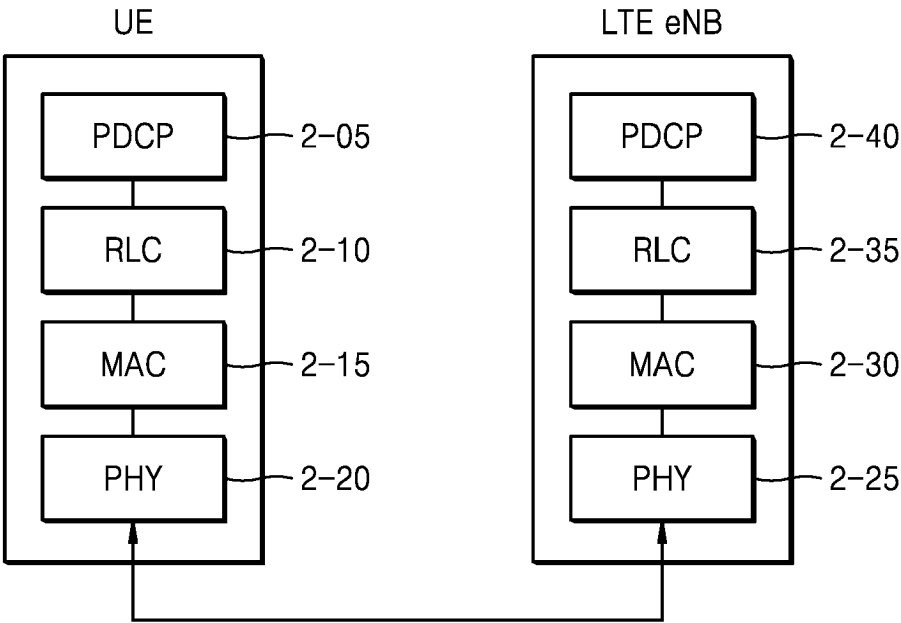 UE LTE eNB
PDCP 2-05 PDCP 2-40
RLC 2-10 RLC 2-35
MAC 2-15 MAC 2-30
PHY 2-20 PHY 2-25